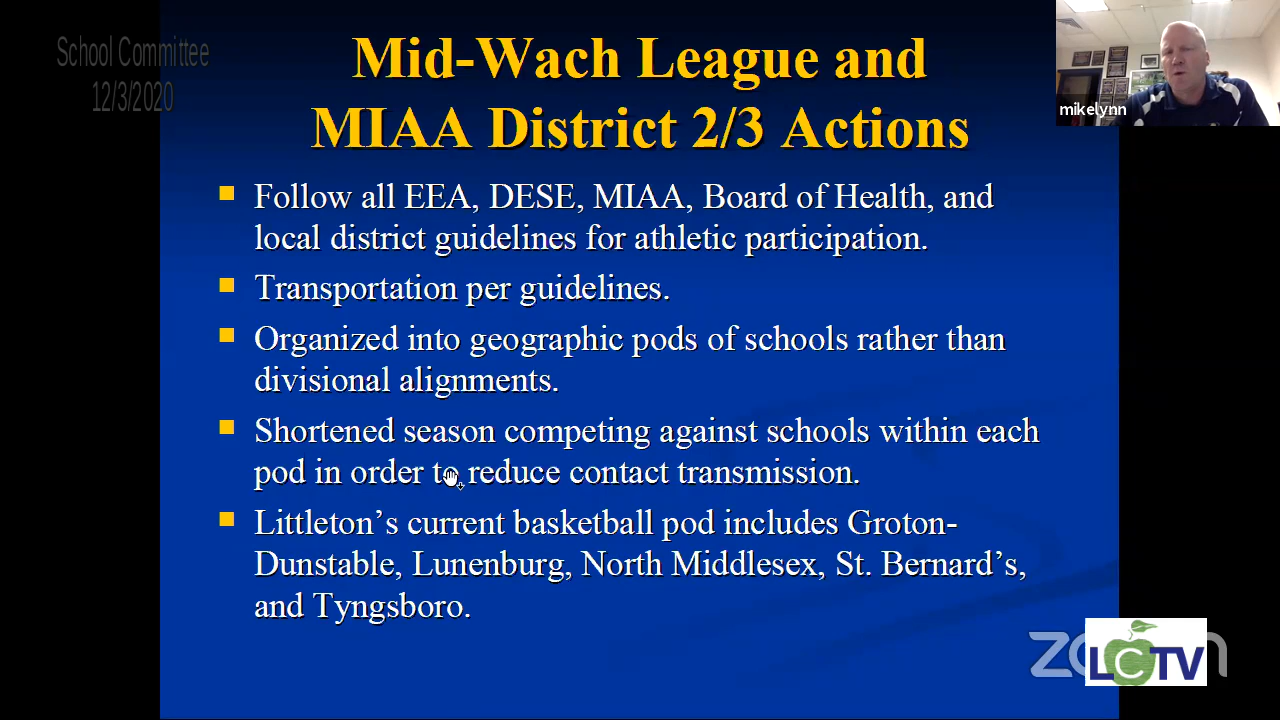 School Committee
12/3/2020
Mid-Wach League and
MIAA District 2/3 Actions
mikelynn
Follow all EEA, DESE, MIAA, Board of Health, and
local district guidelines for athletic participation.
Transportation per guidelines.
Organized into geographic pods of schools rather than
divisional alignments.
Shortened season competing against schools within each
pod in order to reduce contact transmission.
Littleton’s current basketball pod includes Groton-
Dunstable, Lunenburg, North Middlesex, St. Bernard’s,
and Tyngsboro.
zoom
LCTV